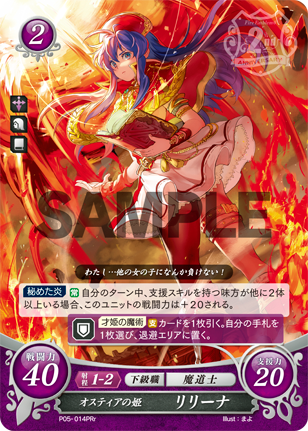 Fire Emblem
2nd
ANNIVERSARY
2
SAMPLE
わたし…他の女の子になんか負けない!
秘めた炎 常 自分のターン中、支援スキルを持つ味方が他に2体
以上いる場合、このユニットの戦闘力は+20される。
才姫の魔術 支 カードを1枚引く。自分の手札を
1枚選び、退避エリアに置く。
戦闘力
40
射程 1-2 下級職 魔道士
支援力
20
オスティアの姫 リリーナ
P05-014PRr
Illust:まよ